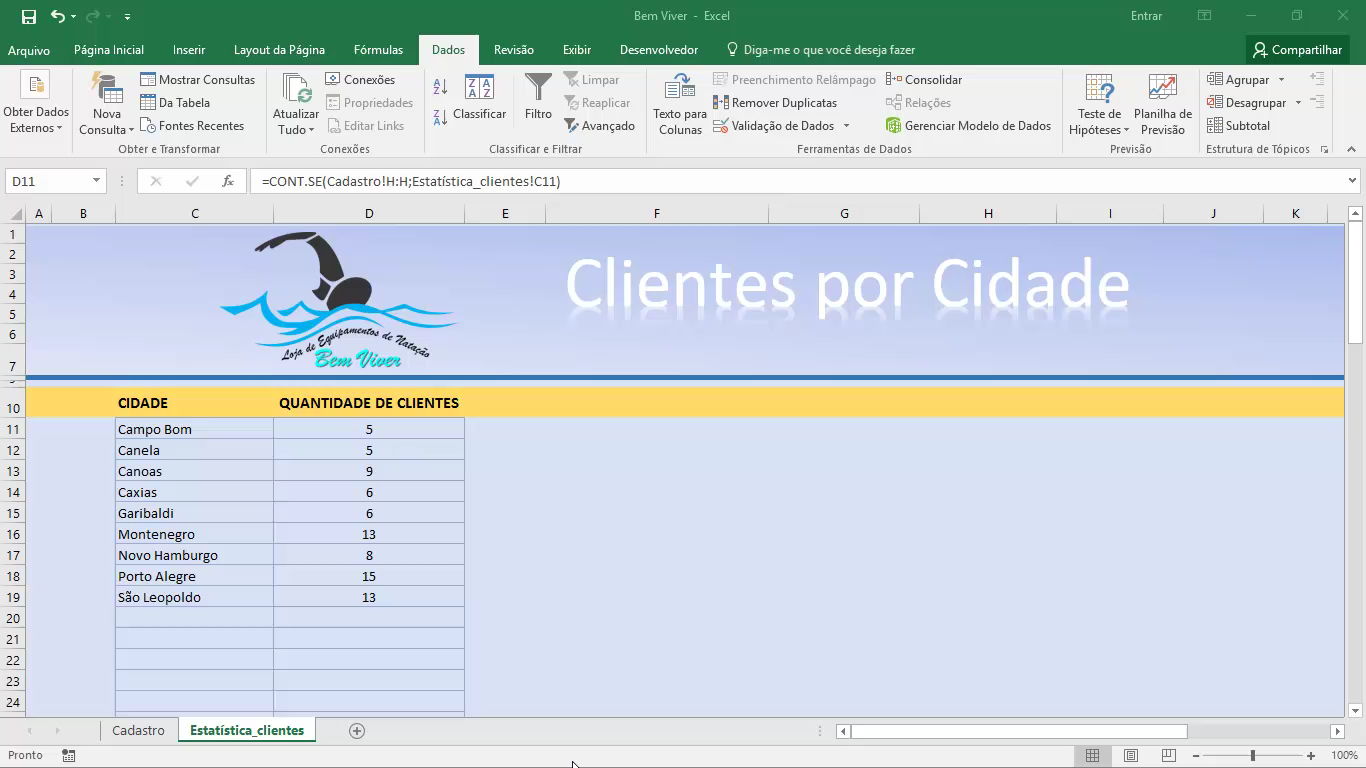 Bem Viver - Excel
Entrar
Arquivo Página Inicial Inserir Layout da Página Fórmulas Dados Revisão Exibir Desenvolvedor Diga-me o que você deseja fazer Compartilhar
Obter Dados Externos
Nova Consulta
Mostrar Consultas
Da Tabela
Fontes Recentes
Obter e Transformar
Atualizar Tudo
Conexões
Propriedades
Editar Links
Conexões
Classificar
Filtro
Limpar
Reaplicar
Avançado
Classificar e Filtrar
Texto para Colunas
Preenchimento Relâmpago
Remover Duplicatas
Validação de Dados
Consolidar
Relações
Gerenciar Modelo de Dados
Ferramentas de Dados
Teste de Hipóteses
Planilha de Previsão
Previsão
Agrupar
Desagrupar
Subtotal
Estrutura de Tópicos
D11 fx =CONT.SE(Cadastro!H:H;Estatística_clientes!C11)
A B C D E F G H I J K
1
2
3
4
5
6
7
Clientes por Cidade
Loja de Equipamentos de Natação
Bem Viver
10 CIDADE QUANTIDADE DE CLIENTES
11 Campo Bom 5
12 Canela 5
13 Canoas 9
14 Caxias 6
15 Garibaldi 6
16 Montenegro 13
17 Novo Hamburgo 8
18 Porto Alegre 15
19 São Leopoldo 13
20
21
22
23
24
Cadastro Estatística_clientes
Pronto 100%